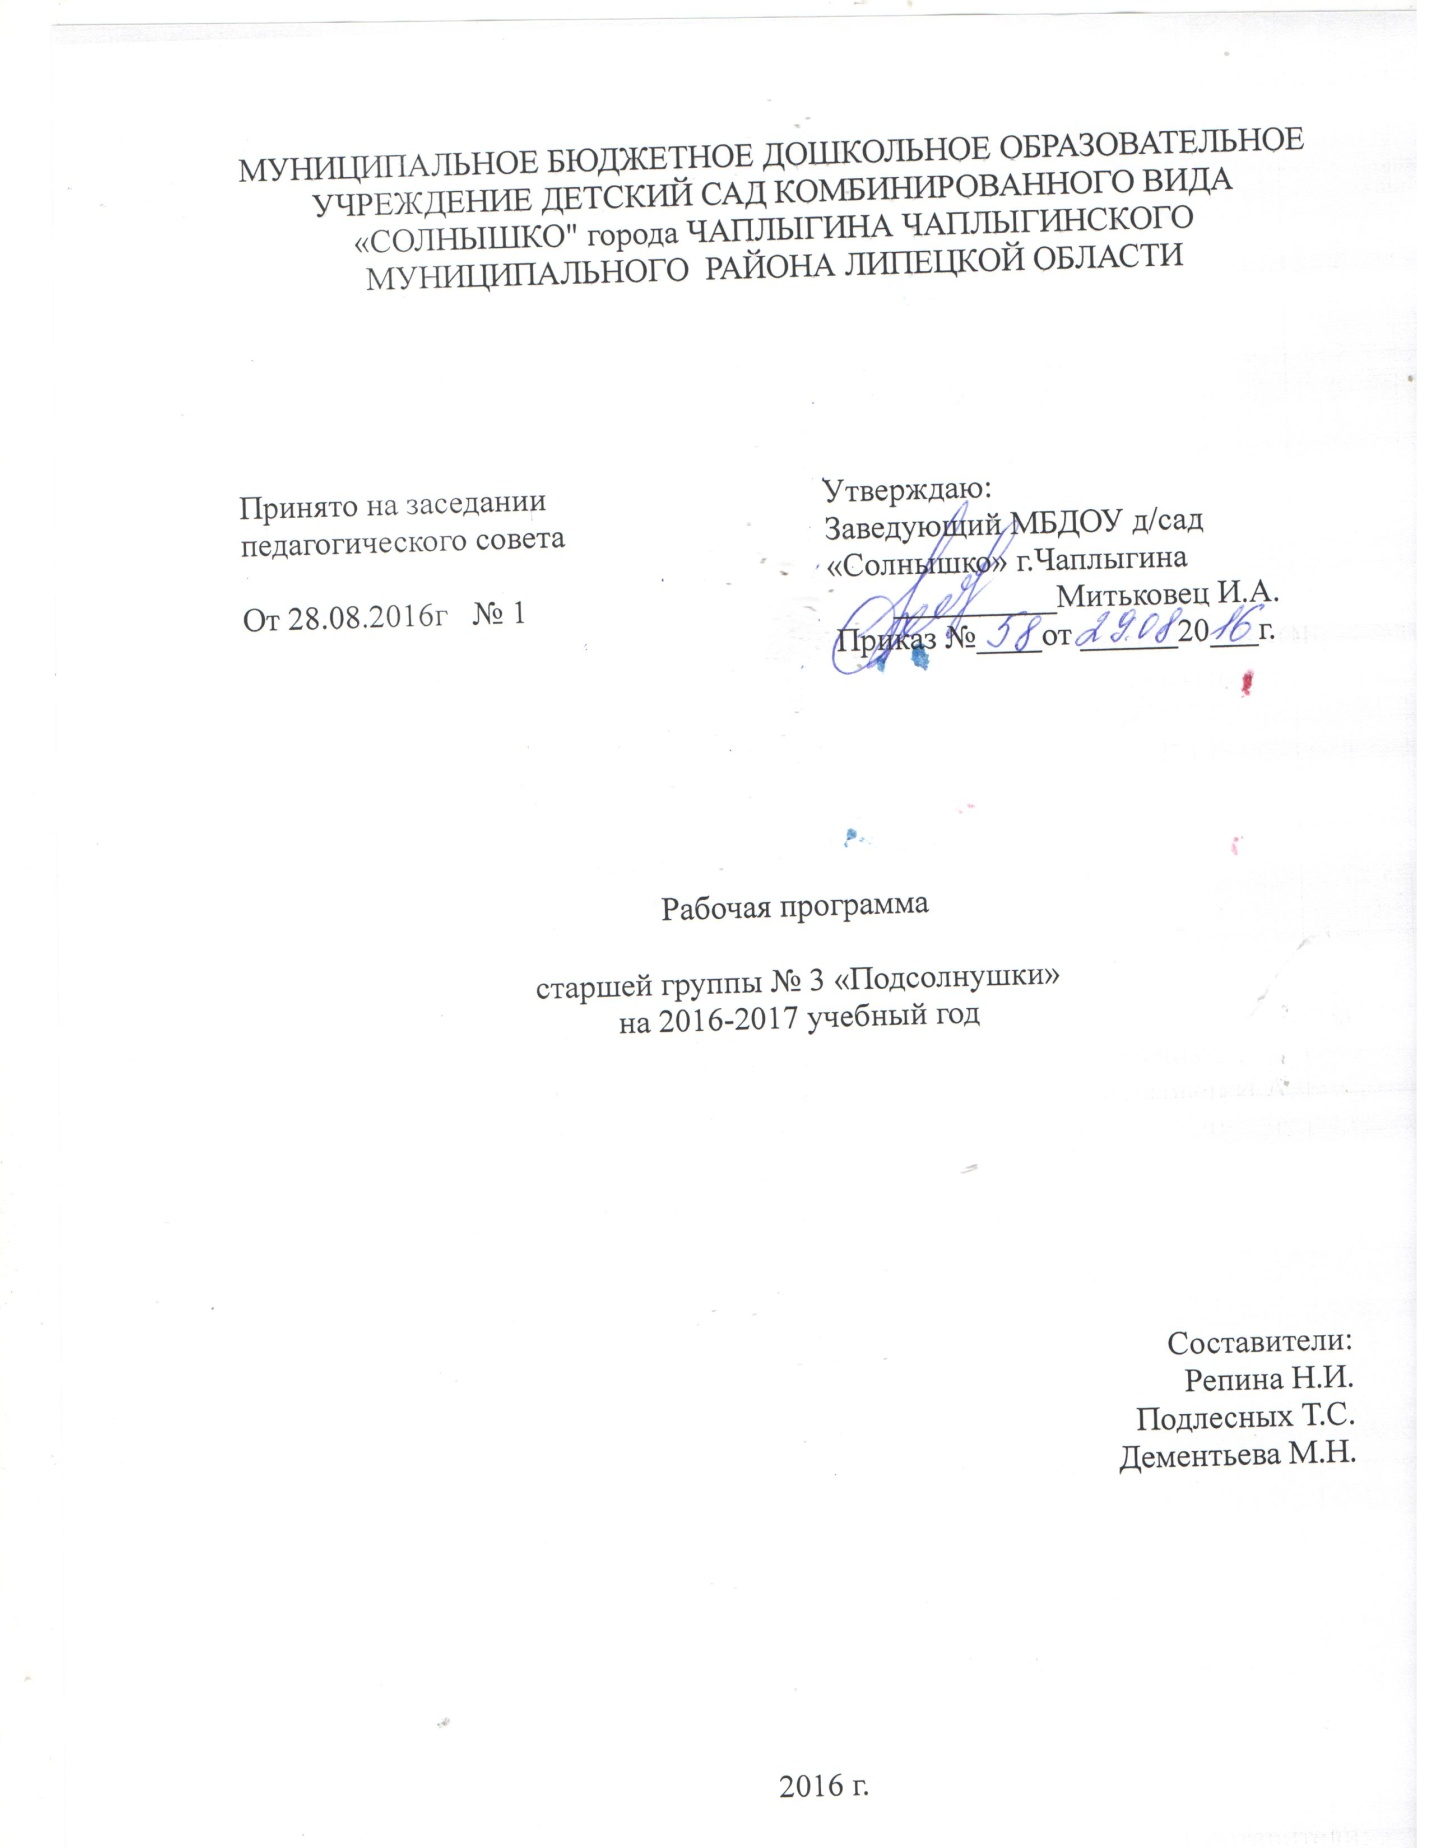 МУНИЦИПАЛЬНОЕ БЮДЖЕТНОЕ ДОШКОЛЬНОЕ ОБРАЗОВАТЕЛЬНОЕ
УЧРЕЖДЕНИЕ ДЕТСКИЙ САД КОМБИНИРОВАННОГО ВИДА
«СОЛНЫШКО" города ЧАПЛЫГИНА ЧАПЛЫГИНСКОГО
МУНИЦИПАЛЬНОГО РАЙОНА ЛИПЕЦКОЙ ОБЛАСТИ
Принято на заседании
педагогического совета
От 28.08.2016г № 1
Утверждаю:
Заведующий МБДОУ д/сад
«Солнышко» г.Чаплыгина
____________Митьковец И.А.
Приказ № 58 от 29.08 2016 г.
Рабочая программа
старшей группы № 3 «Подсолнушки»
на 2016-2017 учебный год
Составители:
Репина Н.И.
Подлесных Т.С.
Дементьева М.Н.
2016 г.